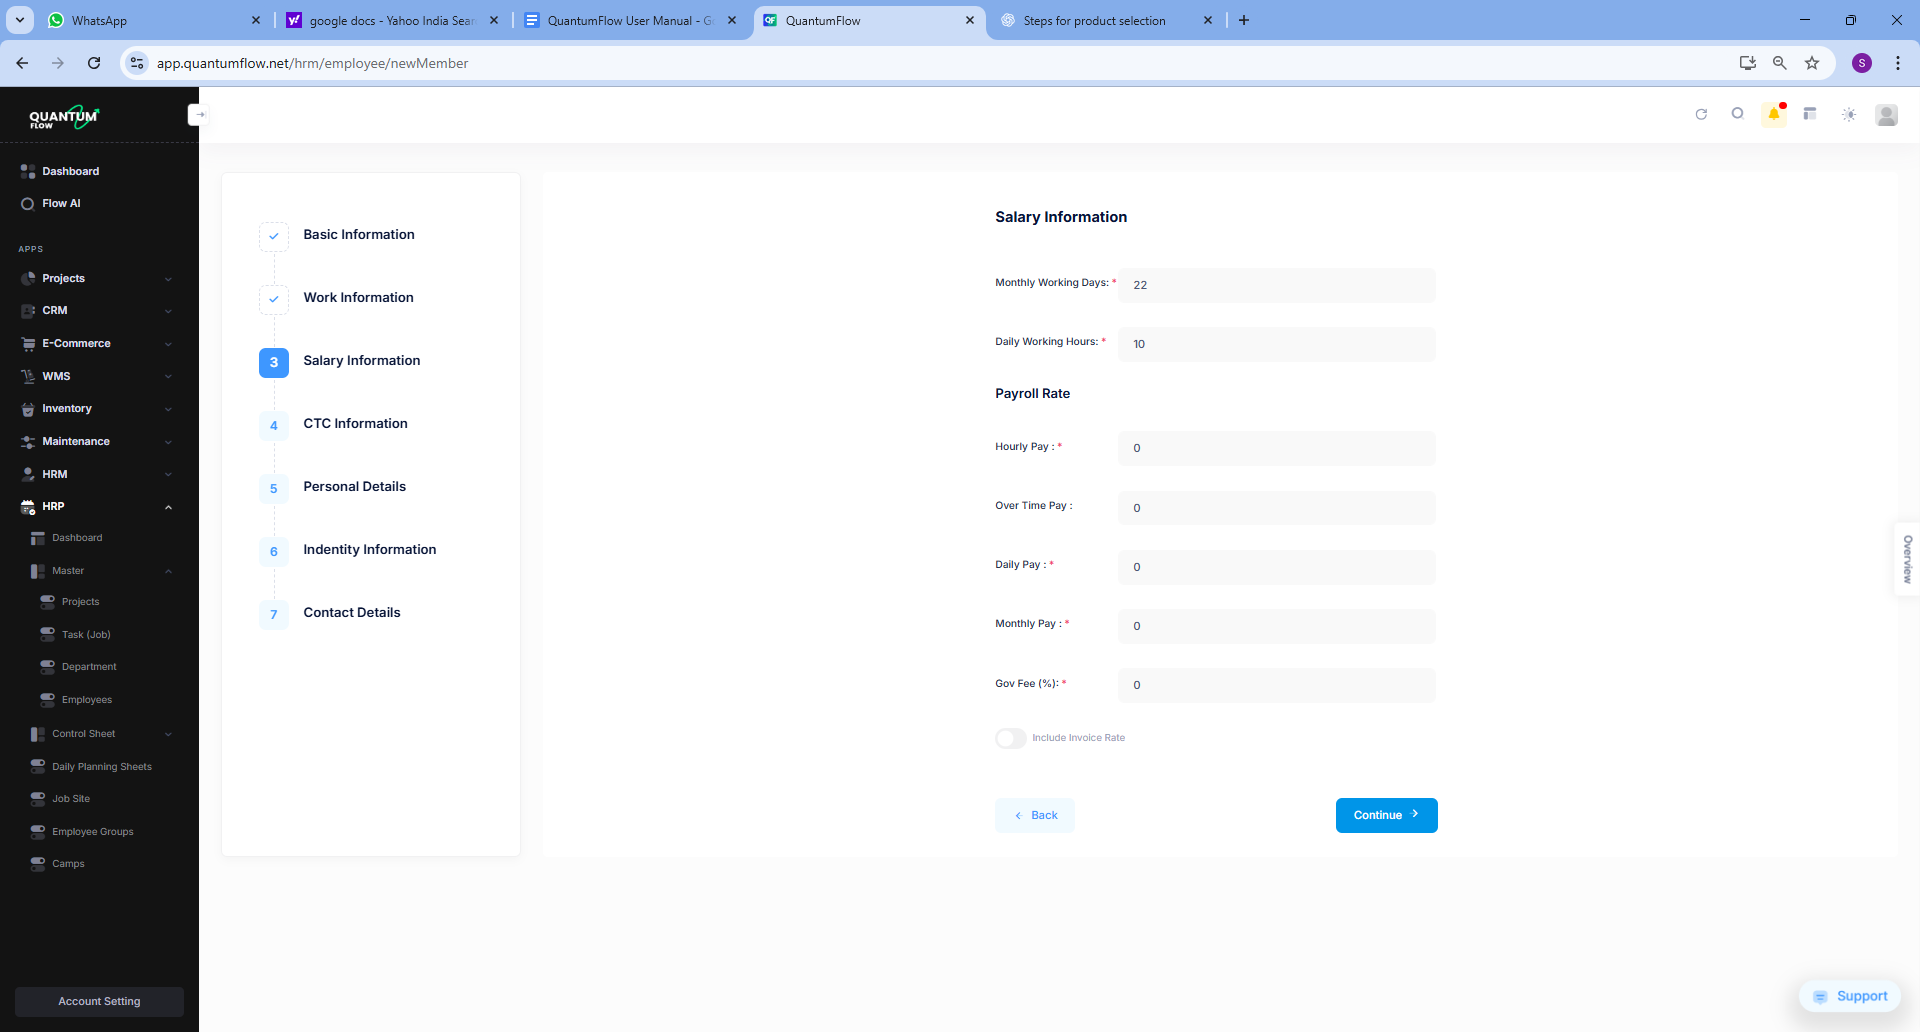 WhatsApp
google docs - Yahoo India Sear
QuantumFlow User Manual - G
QuantumFlow
Steps for product selection
app.quantumflow.net/hrm/employee/newMember
S
QUANTUM
FLOW
Dashboard
Flow AI
APPS
Projects
CRM
E-Commerce
WMS
Inventory
Maintenance
HRM
HRP
Dashboard
Master
Projects
Task (Job)
Department
Employees
Control Sheet
Daily Planning Sheets
Job Site
Employee Groups
Camps
Account Setting
Basic Information
Work Information
3 Salary Information
4 CTC Information
5 Personal Details
6 Indentity Information
7 Contact Details
Salary Information
Monthly Working Days: * 22
Daily Working Hours: * 10
Payroll Rate
Hourly Pay : * 0
Over Time Pay : 0
Daily Pay : * 0
Monthly Pay : * 0
Gov Fee (%): * 0
Include Invoice Rate
Back
Continue
Overview
Support